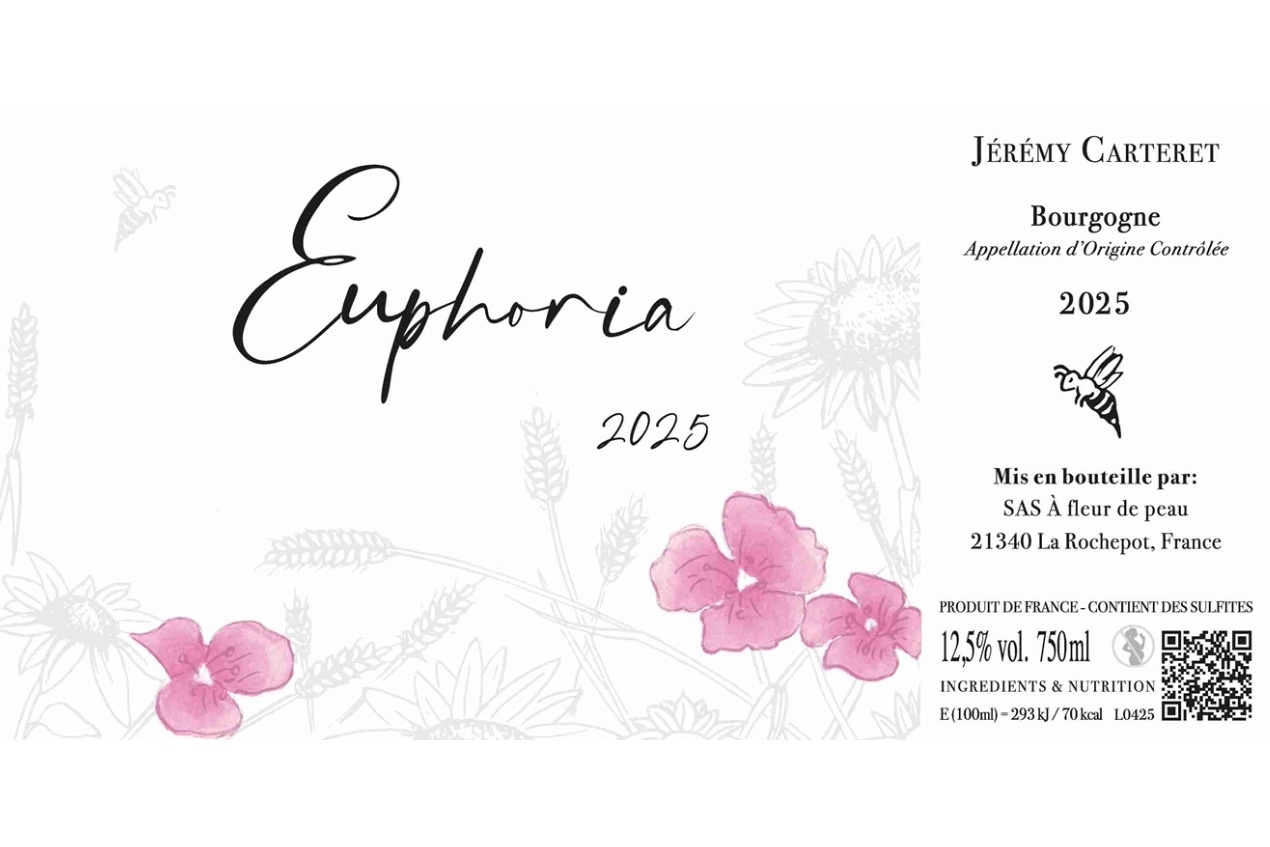 Euphoria
2025
JÉRÉMY CARTERET
Bourgogne
Appellation d'Origine Contrôlée
2025
Mis en bouteille par:
SAS À fleur de peau
21340 La Rochepot, France
PRODUIT DE FRANCE - CONTIENT DES SULFITES
12,5% vol. 750ml
INGREDIENTS & NUTRITION
E (100ml) = 293 kJ / 70 kcal L0425